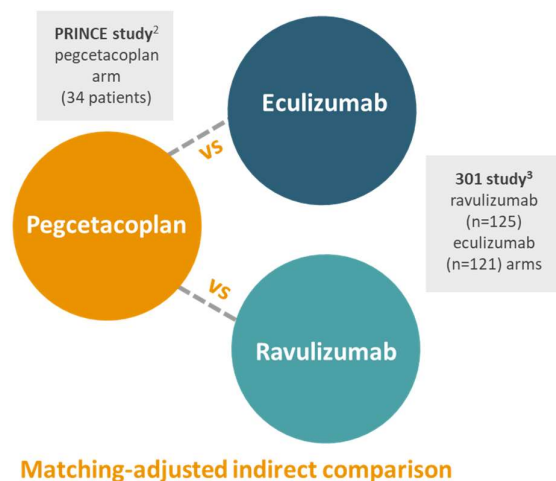 PRINCE study²
pegcetacoplan
arm
(34 patients)
Eculizumab
vs
Pegcetacoplan
301 study³
ravulizumab
(n=125)
eculizumab
(n=121) arms
vs
Ravulizumab
Matching-adjusted indirect comparison